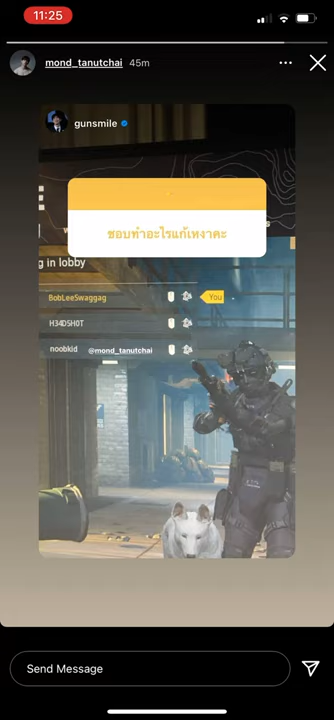 11:25
mond_tanutchai 45m
gunsmile
ชอบทำอะไรแก้เหงาคะ
g in lobby
BobLeeSwaggag
You
H34DSH0T
noobkid @mond_tanutchai
Send Message